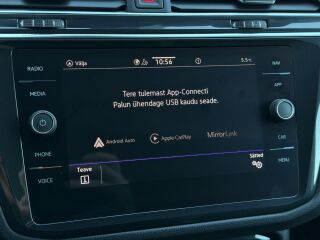 RADIO
MEDIA
PHONE
VOICE
Välja
10:56
5.5°C
Tere tulemast App-Connecti
Palun ühendage USB kaudu seade.
Android Auto
Apple CarPlay
MirrorLink
Teave
Sätted
NAV
APP
CAR
MENU